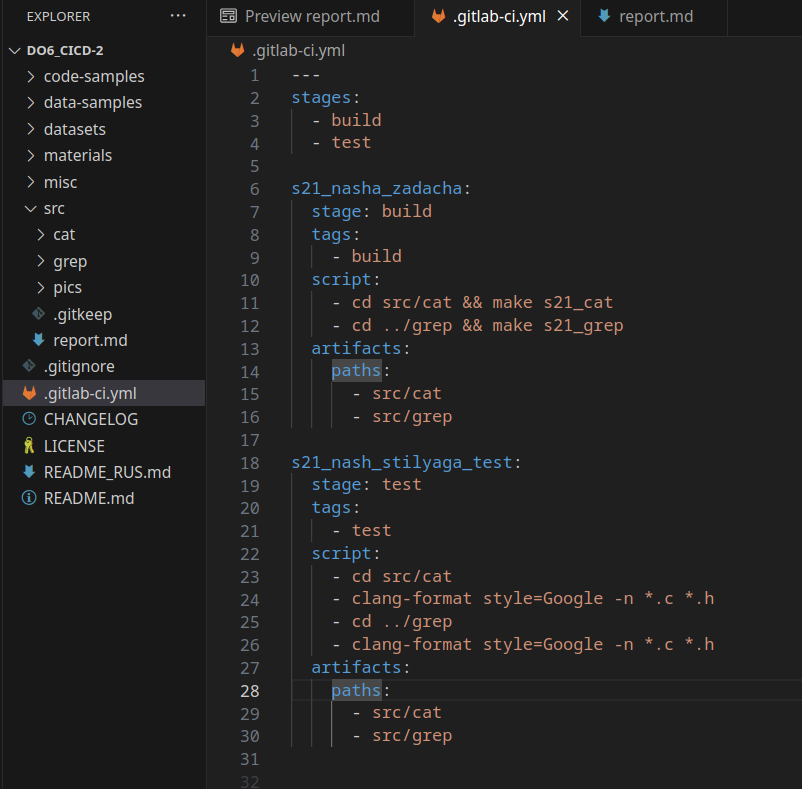 EXPLORER
DO6_CICD-2
code-samples
data-samples
datasets
materials
misc
src
cat
grep
pics
.gitkeep
report.md
.gitignore
.gitlab-ci.yml
CHANGELOG
LICENSE
README_RUS.md
README.md
Preview report.md
.gitlab-ci.yml
report.md
.gitlab-ci.yml
1 ---
2 stages:
3 - build
4 - test
5
6 s21_nasha_zadacha:
7 stage: build
8 tags:
9 - build
10 script:
11 - cd src/cat && make s21_cat
12 - cd ../grep && make s21_grep
13 artifacts:
14 paths:
15 - src/cat
16 - src/grep
17
18 s21_nash_stilyaga_test:
19 stage: test
20 tags:
21 - test
22 script:
23 - cd src/cat
24 - clang-format style=Google -n *.c *.h
25 - cd ../grep
26 - clang-format style=Google -n *.c *.h
27 artifacts:
28 paths:
29 - src/cat
30 - src/grep
31
32